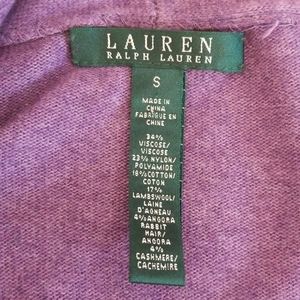 LAUREN
RALPH LAUREN
S
MADE IN
CHINA
FABRIQUE EN
CHINE
34%
VISCOSE/
VISCOSE
23% NYLON/
POLYAMIDE
18% COTTON/
COTON
17%
LAMBSWOOL/
LAINE
D'AGNEAU
4% ANGORA
RABBIT
HAIR/
ANGORA
4%
CASHMERE/
CACHEMIRE